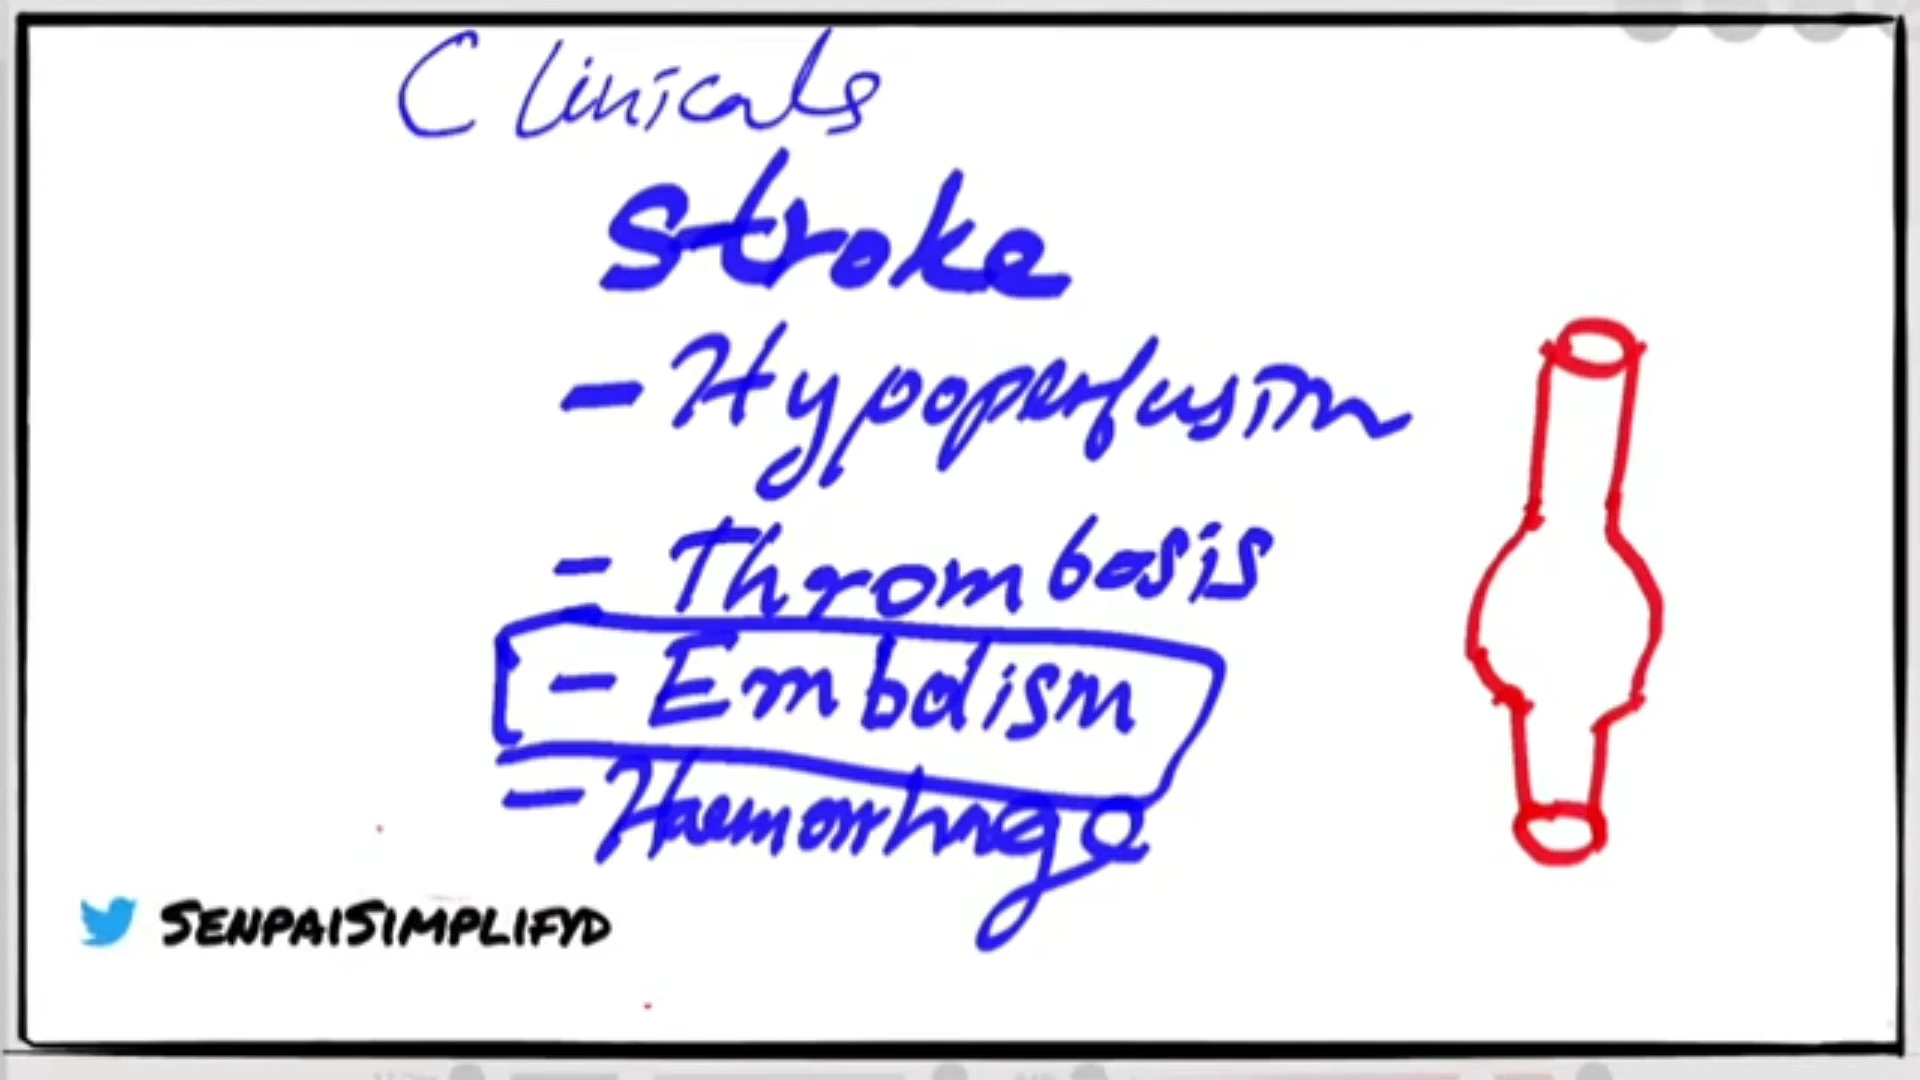 Clinicals
Stroke
- Hypoperfusion
- Thrombosis
- Embolism
- Haemorrhage
SENPAISIMPLIFYD